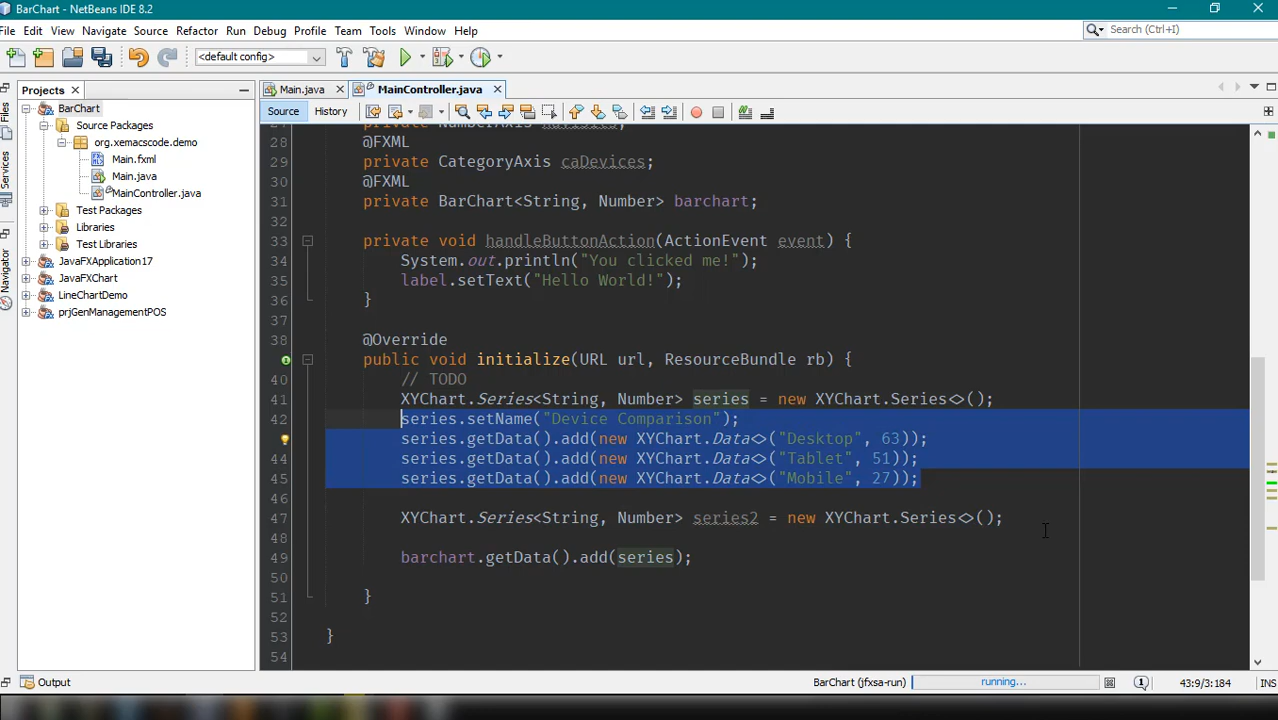 BarChart - NetBeans IDE 8.2
File Edit View Navigate Source Refactor Run Debug Profile Team Tools Window Help
Search (Ctrl+I)
<default config>
Projects
Main.java
MainController.java
Source History
Files
Services
Navigator
BarChart
Source Packages
org.xemacscode.demo
Main.fxml
Main.java
MainController.java
Test Packages
Libraries
Test Libraries
JavaFXApplication17
JavaFXChart
LineChartDemo
prjGenManagementPOS
27 private NumberAxis
28 @FXML
29 private CategoryAxis caDevices;
30 @FXML
31 private BarChart<String, Number> barchart;
32
33 private void handleButtonAction(ActionEvent event) {
34 System.out.println("You clicked me!");
35 label.setText("Hello World!");
36 }
37
38 @Override
public void initialize(URL url, ResourceBundle rb) {
40 // TODO
41 XYChart.Series<String, Number> series = new XYChart.Series<>();
42 series.setName("Device Comparison");
series.getData().add(new XYChart.Data<>("Desktop", 63));
44 series.getData().add(new XYChart.Data<>("Tablet", 51));
45 series.getData().add(new XYChart.Data<>("Mobile", 27));
46
47 XYChart.Series<String, Number> series2 = new XYChart.Series<>();
48
49 barchart.getData().add(series);
50
51 }
52
53 }
54
Output
BarChart (jfxsa-run)
running...
43:9/3:184
INS